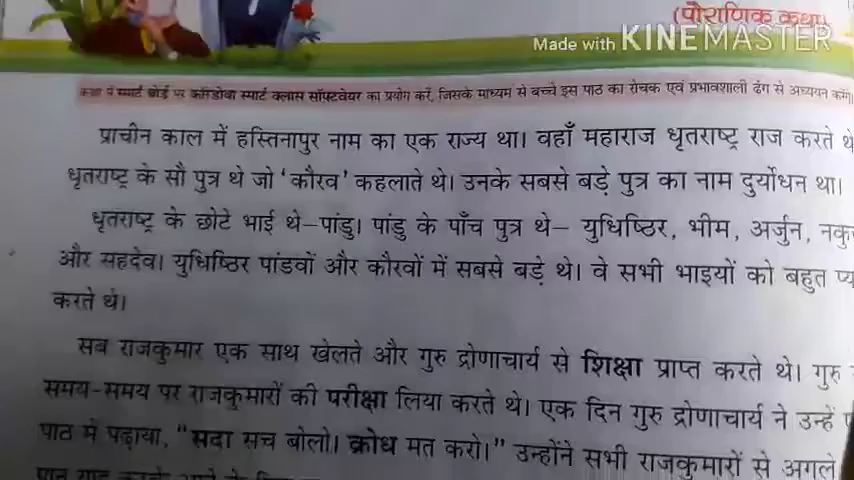 (पौराणिक कथा)
Made with KINEMASTER
कक्षा में स्मार्ट बोर्ड पर कॉरडोवा स्मार्ट क्लास सॉफ्टवेयर का प्रयोग करें, जिसके माध्यम से बच्चे इस पाठ का रोचक एवं प्रभावशाली ढंग से अध्ययन करेंगे।
प्राचीन काल में हस्तिनापुर नाम का एक राज्य था। वहाँ महाराज धृतराष्ट्र राज करते थे
धृतराष्ट्र के सौ पुत्र थे जो 'कौरव' कहलाते थे। उनके सबसे बड़े पुत्र का नाम दुर्योधन था।
धृतराष्ट्र के छोटे भाई थे–पांडु। पांडु के पाँच पुत्र थे– युधिष्ठिर, भीम, अर्जुन,
और सहदेव। युधिष्ठिर पांडवों और कौरवों में सबसे बड़े थे। वे सभी भाइयों को बहुत
करते थे।
सब राजकुमार एक साथ खेलते और गुरु द्रोणाचार्य से शिक्षा प्राप्त करते थे। गुरु
समय-समय पर राजकुमारों की परीक्षा लिया करते थे। एक दिन गुरु द्रोणाचार्य ने उन्हें
पाठ में पढ़ाया, "सदा सच बोलो। क्रोध मत करो।" उन्होंने सभी राजकुमारों से अगले